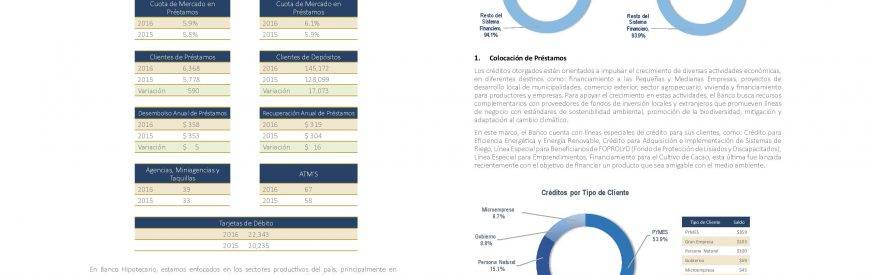 Cuota de Mercado en
Préstamos
2016 5.9%
2015 5.8%
Cuota de Mercado en
Préstamos
2016 6.1%
2015 5.9%
Clientes de Préstamos
2016 6,368
2015 5,778
Variación 590
Clientes de Depósitos
2016 145,172
2015 128,099
Variación 17,073
Desembolso Anual de Préstamos
2016 $ 358
2015 $ 353
Variación $ 5
Recuperación Anual de Préstamos
2016 $ 319
2015 $ 304
Variación $ 16
Agencias, Miniagencias y
Taquillas
2016 39
2015 33
ATM'S
2016 67
2015 58
Tarjetas de Débito
2016 22,343
2015 20,235
En Banco Hipotecario, estamos enfocados en los sectores productivos del país, principalmente en
Resto del
Sistema
Financiero,
94.1%
Resto del
Sistema
Financiero,
93.9%
1. Colocación de Préstamos
Los créditos otorgados están orientados a impulsar el crecimiento de diversas actividades económicas,
en diferentes destinos como: financiamiento a las Pequeñas y Medianas Empresas, proyectos de
desarrollo local de municipalidades, comercio exterior, sector agropecuario, vivienda y financiamiento
para productores y empresas. Para apoyar el crecimiento en estas actividades, el Banco busca recursos
complementarios con proveedores de fondos de inversión locales y extranjeros que promueven líneas
de negocio con estándares de sostenibilidad ambiental, promoción de la biodiversidad, mitigación y
adaptación al cambio climático.
En este marco, el Banco cuenta con líneas especiales de crédito para sus clientes, como: Crédito para
Eficiencia Energética y Energía Renovable, Crédito para Adquisición e Implementación de Sistemas de
Riego, Línea Especial para Beneficiarios de FOPROLYD (Fondo de Protección de Lisiados y Discapacitados),
Línea Especial para Emprendimientos, Financiamiento para el Cultivo de Cacao, esta última fue lanzada
recientemente con el objetivo de financiar un producto que sea amigable con el medio ambiente.
Créditos por Tipo de Cliente
Microempresa
8.7%
Gobierno
8.8%
Persona Natural
15.1%
PYMES
53.9%
Tipo de Cliente Saldo
PYMES $359
Gran Empresa $103
Persona Natural $100
Gobierno $59
Microempresa $45